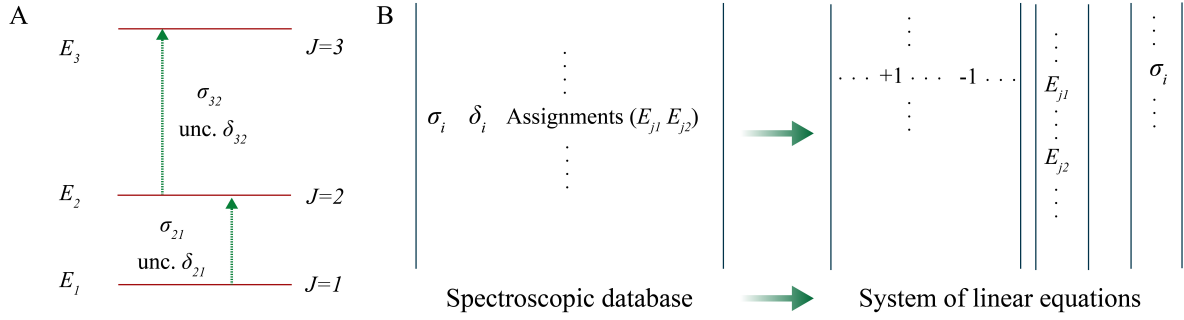 A
E3
J=3
σ32
unc. δ32
E2
J=2
σ21
unc. δ21
E1
J=1
B
σi δi Assignments (Ej1 Ej2)
Spectroscopic database
. . . . +1 . . . . -1 . . .
Ej1
Ej2
σi
System of linear equations